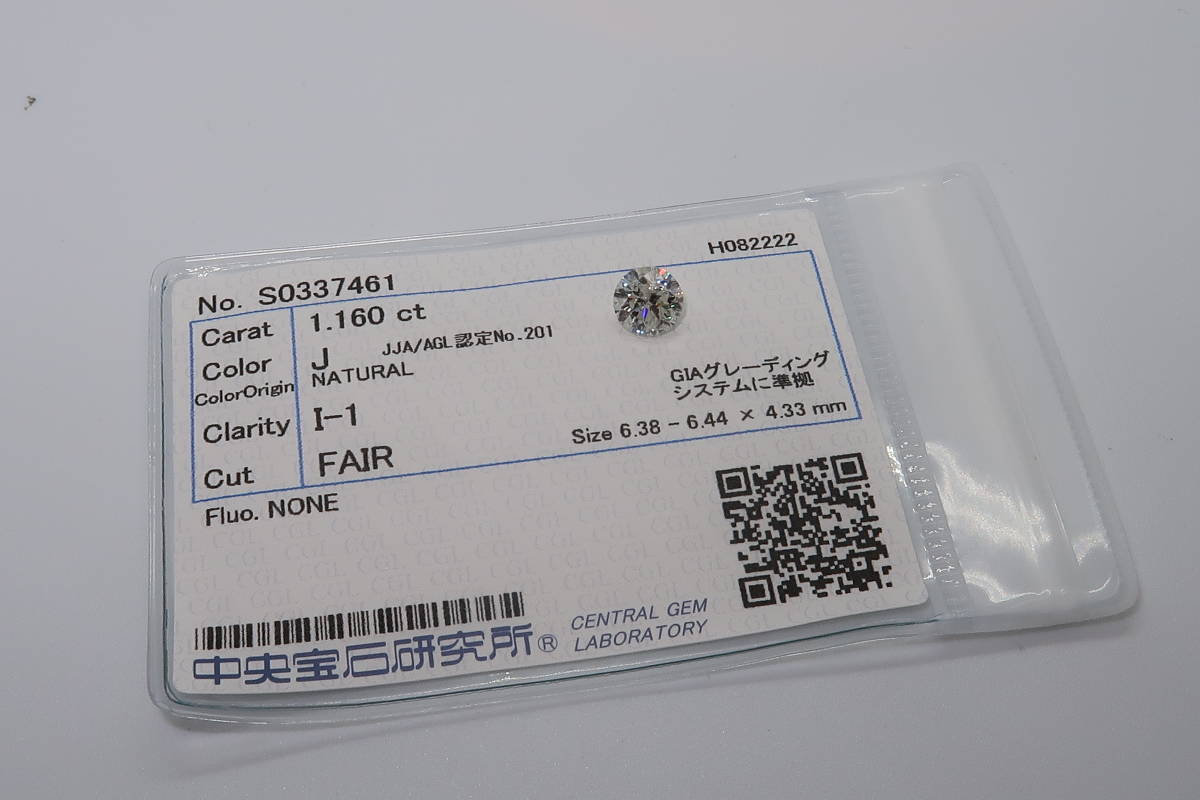 No. S0337461
H082222
Carat 1.160 ct
Color J JJA/AGL認定No.201
ColorOrigin NATURAL
GIAグレーディング
システムに準拠
Clarity I-1
Size 6.38 - 6.44 × 4.33 mm
Cut FAIR
Fluo. NONE
CENTRAL GEM
LABORATORY
中央宝石研究所®